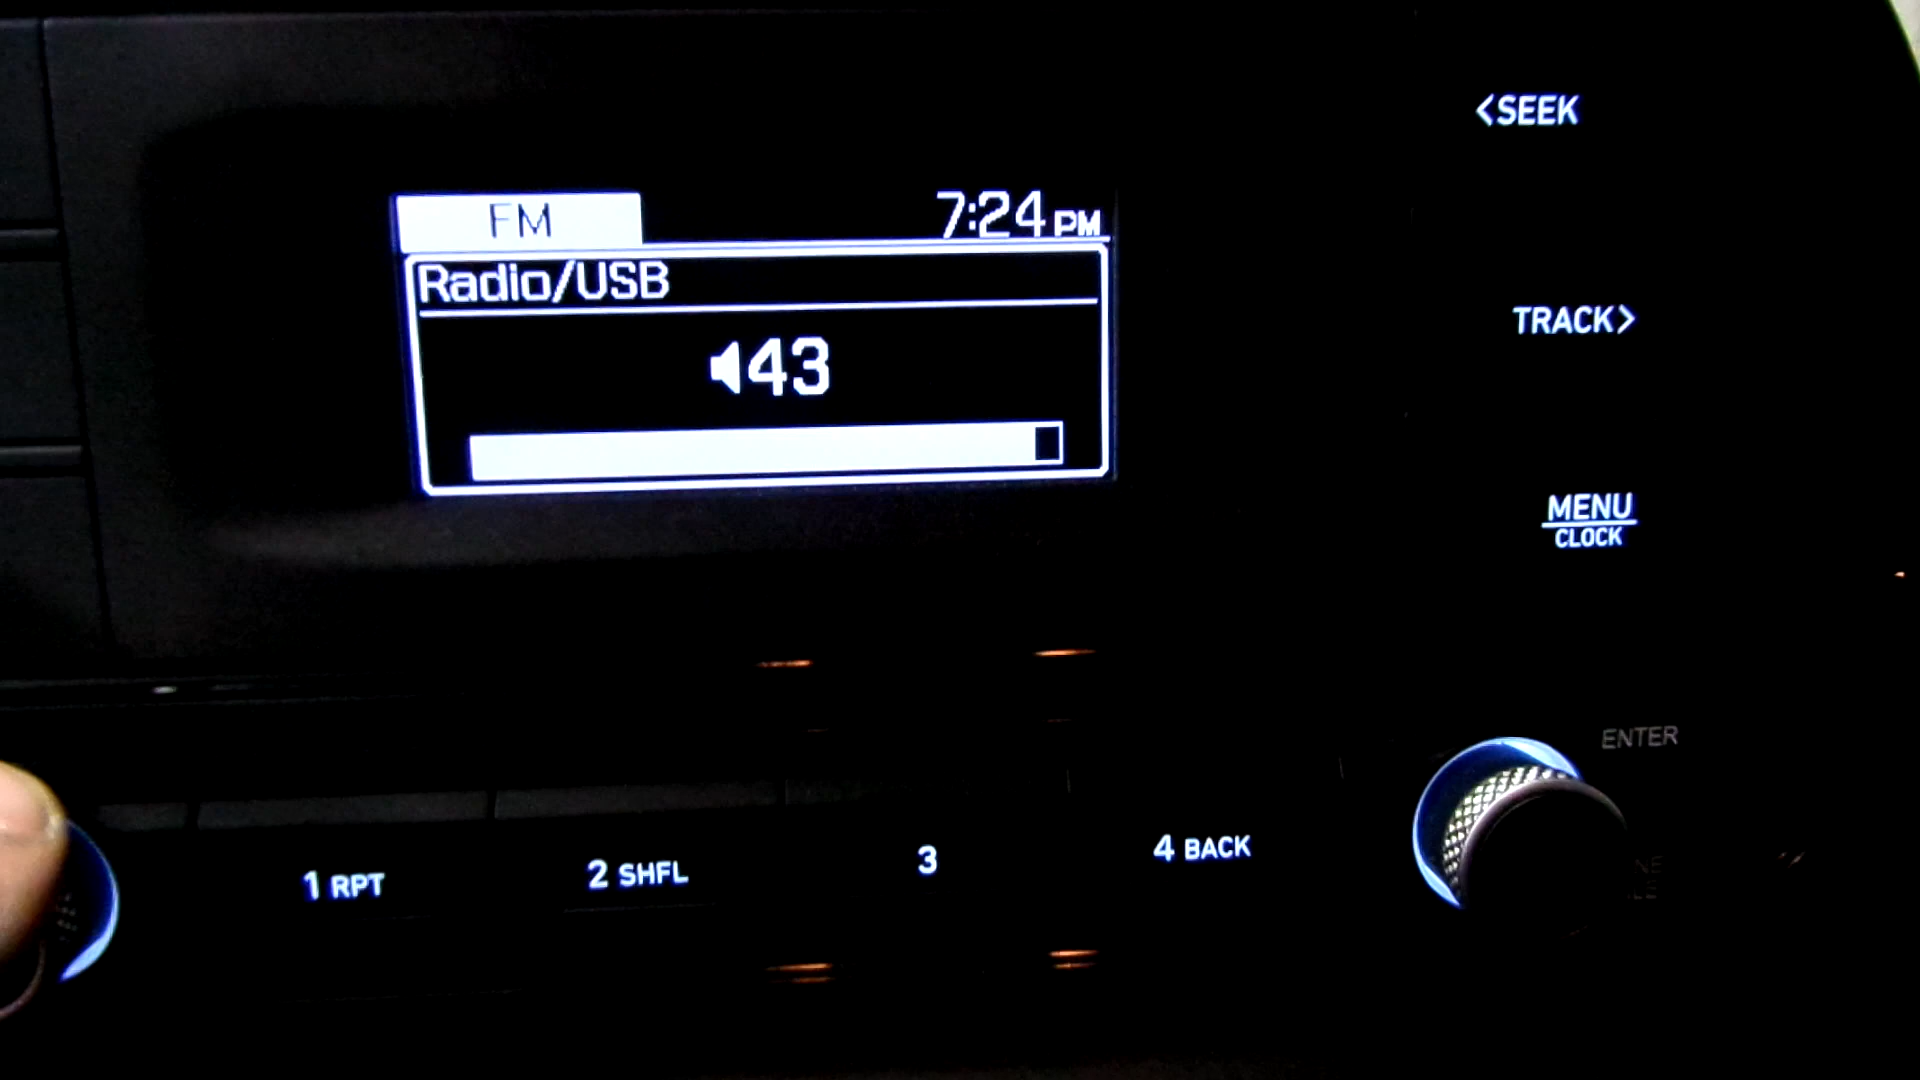 <SEEK
FM 7:24 PM
Radio/USB
43
TRACK>
MENU
CLOCK
ENTER
1 RPT 2 SHFL 3 4 BACK